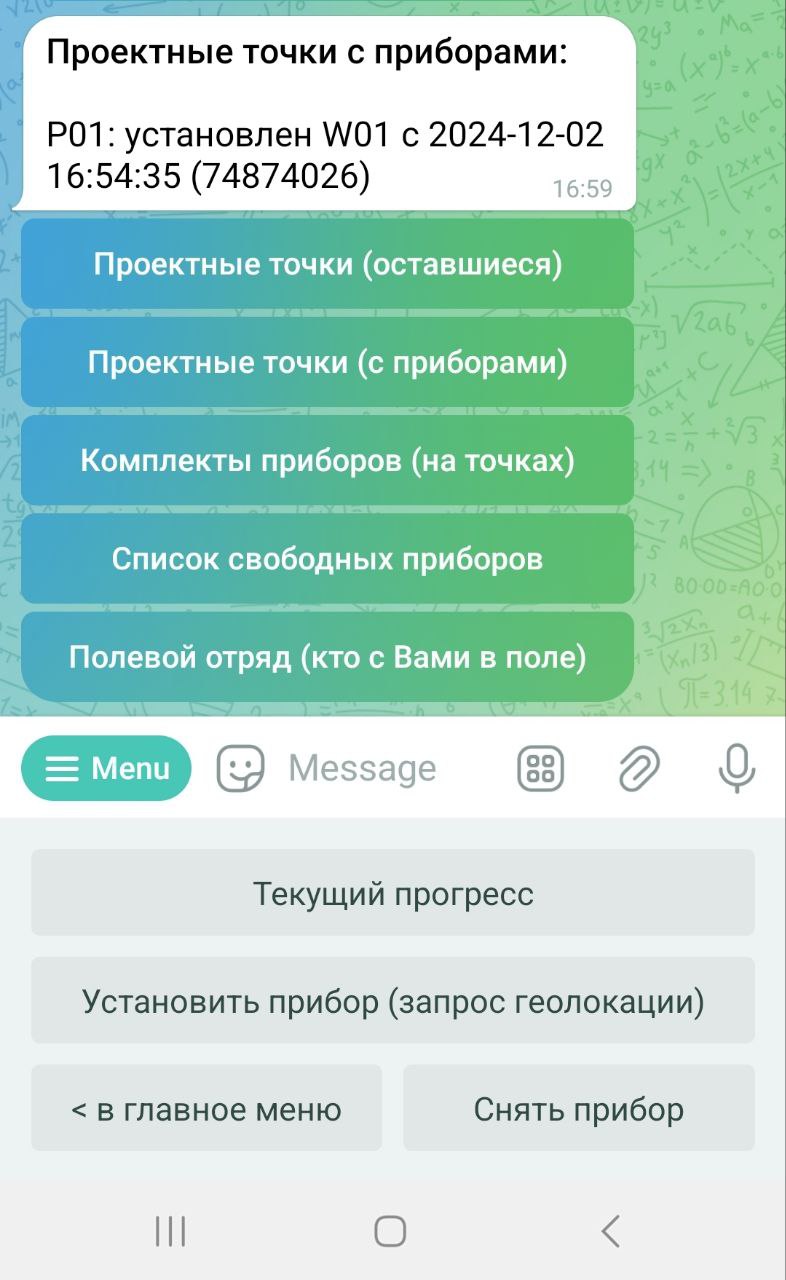 Проектные точки с приборами:
P01: установлен W01 с 2024-12-02
16:54:35 (74874026)
16:59
Проектные точки (оставшиеся)
Проектные точки (с приборами)
Комплекты приборов (на точках)
Список свободных приборов
Полевой отряд (кто с Вами в поле)
Menu
Message
Текущий прогресс
Установить прибор (запрос геолокации)
< в главное меню
Снять прибор